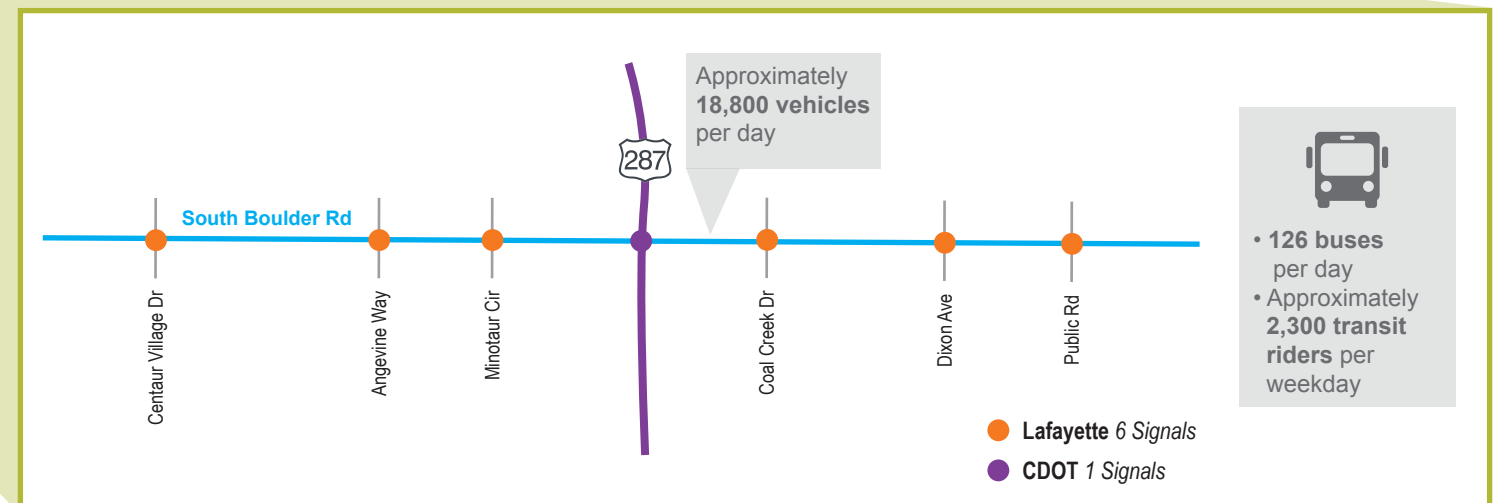 Approximately
18,800 vehicles
per day
287
South Boulder Rd
Centaur Village Dr
Angevine Way
Minotaur Cir
Coal Creek Dr
Dixon Ave
Public Rd
• 126 buses
per day
• Approximately
2,300 transit
riders per
weekday
Lafayette 6 Signals
CDOT 1 Signals